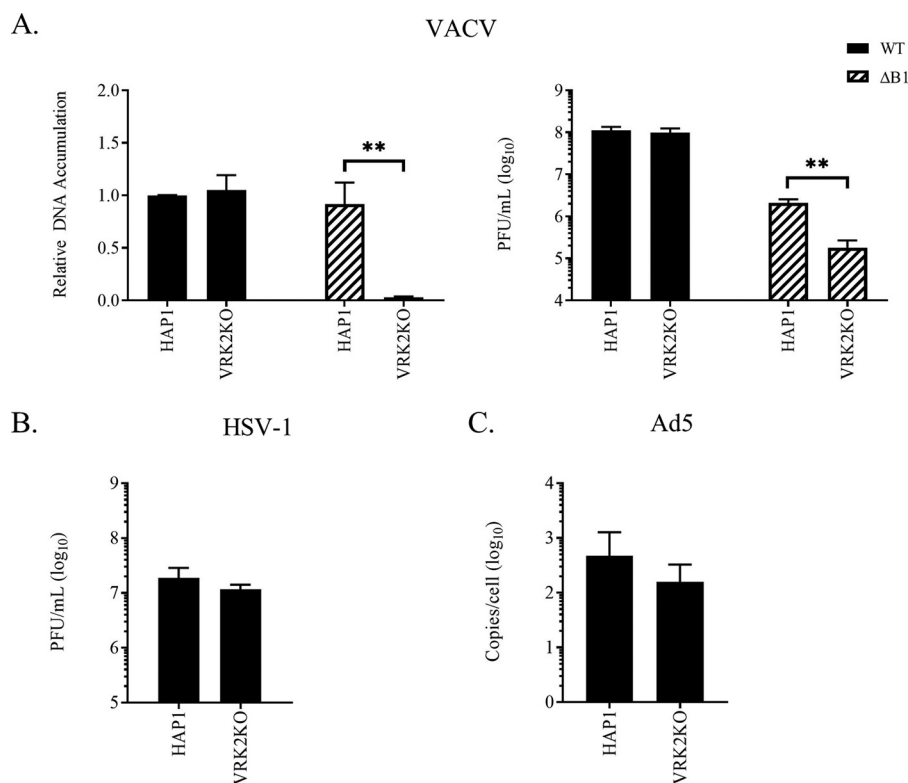 A.
VACV
WT
ΔB1
Relative DNA Accumulation
2.0
1.5
1.0
0.5
0.0
**
HAP1
VRK2KO
HAP1
VRK2KO
PFU/mL (log10)
9
8
7
6
5
4
**
HAP1
VRK2KO
HAP1
VRK2KO
B.
HSV-1
PFU/mL (log10)
9
8
7
6
5
HAP1
VRK2KO
C.
Ad5
Copies/cell (log10)
4
3
2
1
0
HAP1
VRK2KO